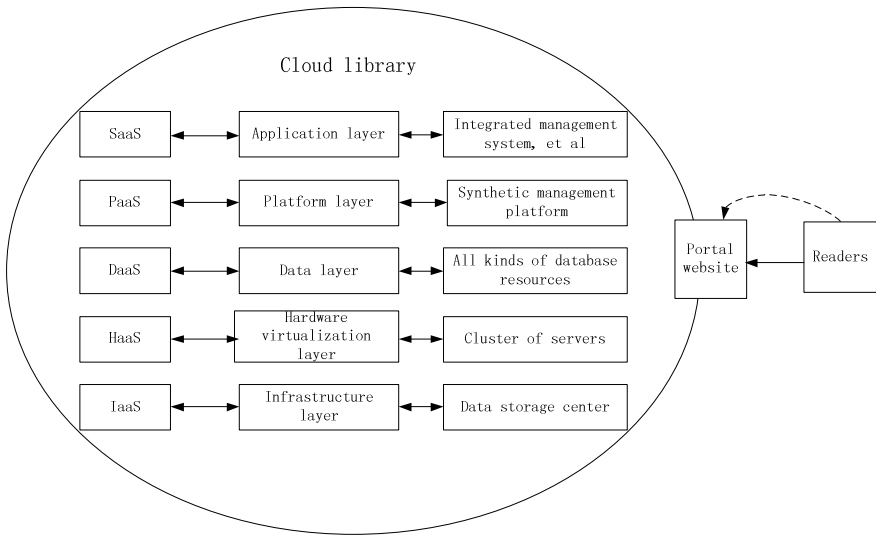 Cloud library
SaaS
Application layer
Integrated management
system, et al
PaaS
Platform layer
Synthetic management
platform
DaaS
Data layer
All kinds of database
resources
HaaS
Hardware
virtualization
layer
Cluster of servers
IaaS
Infrastructure
layer
Data storage center
Portal
website
Readers